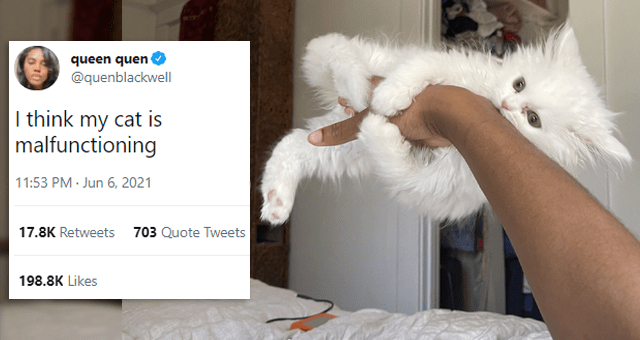 queen quen
@quenblackwell
I think my cat is
malfunctioning
11:53 PM · Jun 6, 2021
17.8K Retweets 703 Quote Tweets
198.8K Likes